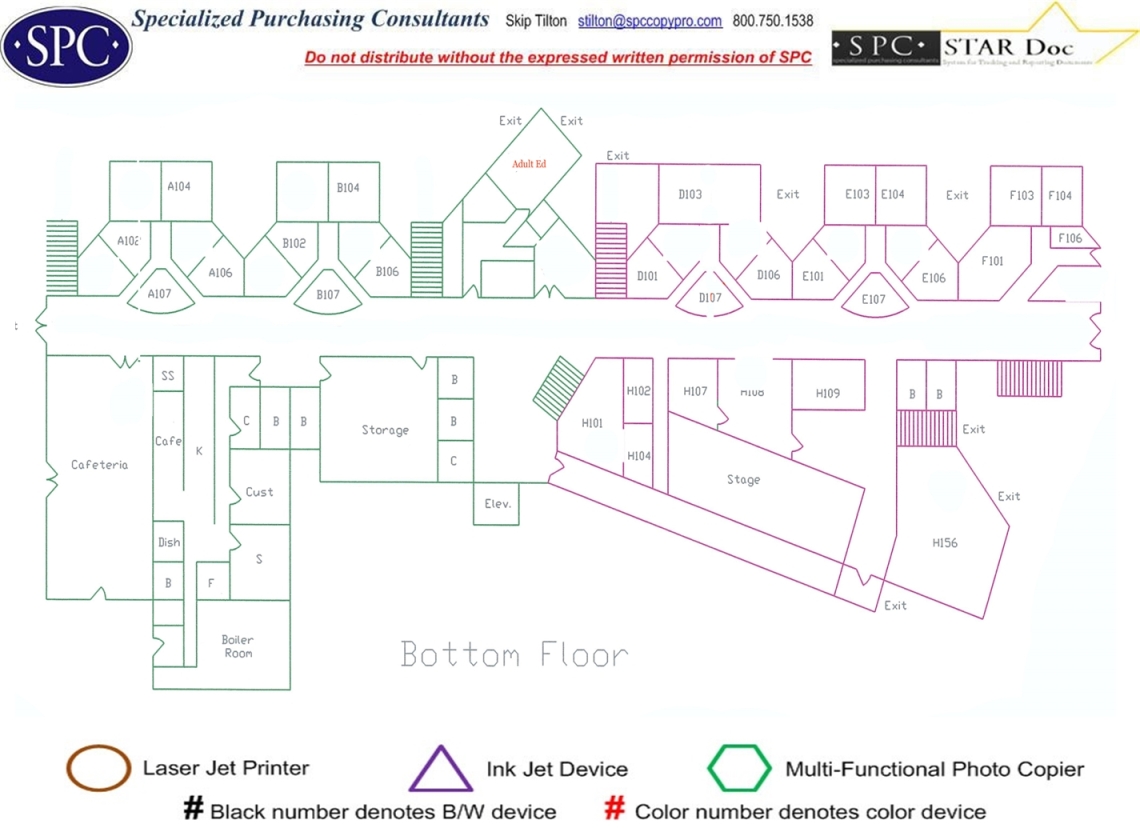 Specialized Purchasing Consultants Skip Tilton stilton@spccopypro.com 800.750.1538
·SPC·
Do not distribute without the expressed written permission of SPC
·SPC· STAR Doc
specialized purchasing consultants System for Tracking and Reporting Documents
Exit Exit
Adult Ed
Exit
A104 B104 D103 Exit E103 E104 Exit F103 F104
A102 A106 B102 B106 D101 D106 E101 E106 F101 F106
A107 B107 D107 E107
SS
B
C B B
Storage
B
C
Cafe
K
Cafeteria
Cust
Elev.
Dish
S
B F
Boiler
Room
H102 H107 H109 B B
H101
H104
Exit
Stage
Exit
H156
Exit
Bottom Floor
Laser Jet Printer Ink Jet Device Multi-Functional Photo Copier
# Black number denotes B/W device # Color number denotes color device